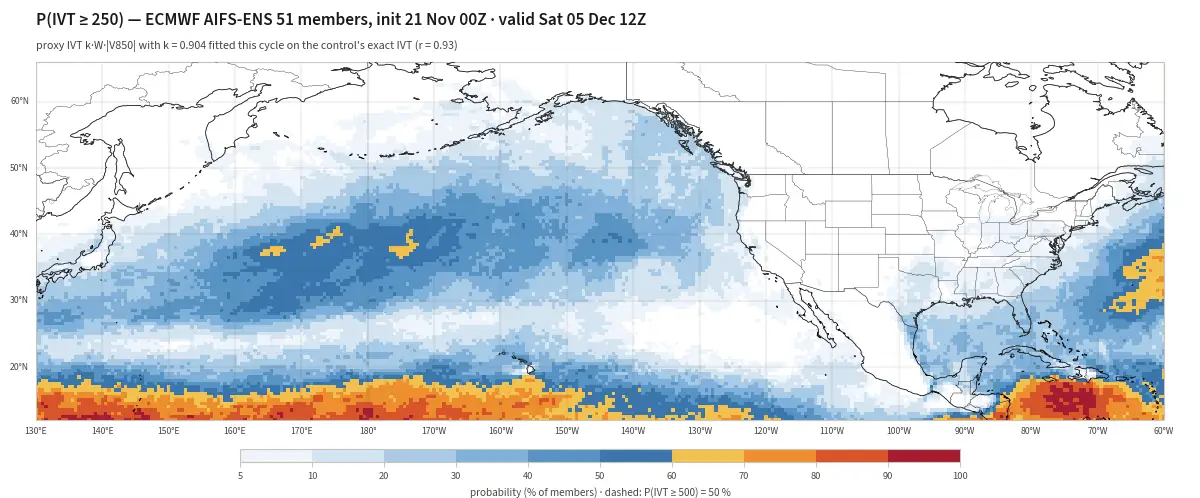 P(IVT ≥ 250) — ECMWF AIFS-ENS 51 members, init 21 Nov 00Z · valid Sat 05 Dec 12Z
proxy IVT k·W·|V850| with k = 0.904 fitted this cycle on the control's exact IVT (r = 0.93)
60°N
50°N
40°N
30°N
20°N
130°E 140°E 150°E 160°E 170°E 180° 170°W 160°W 150°W 140°W 130°W 120°W 110°W 100°W 90°W 80°W 70°W 60°W
5 10 20 30 40 50 60 70 80 90 100
probability (% of members) · dashed: P(IVT ≥ 500) = 50 %